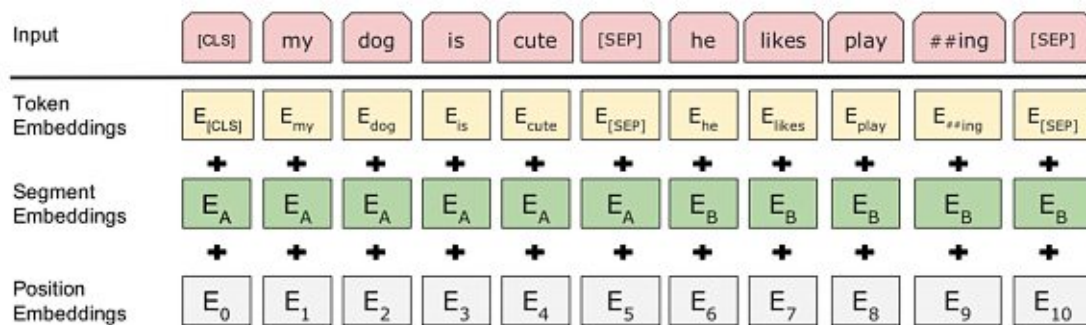 Input [CLS] my dog is cute [SEP] he likes play ##ing [SEP]
Token Embeddings E[CLS] Emy Edog Eis Ecute E[SEP] Ehe Elikes Eplay E##ing E[SEP]
+ + + + + + + + + + +
Segment Embeddings EA EA EA EA EA EA EB EB EB EB EB
+ + + + + + + + + + +
Position Embeddings E0 E1 E2 E3 E4 E5 E6 E7 E8 E9 E10